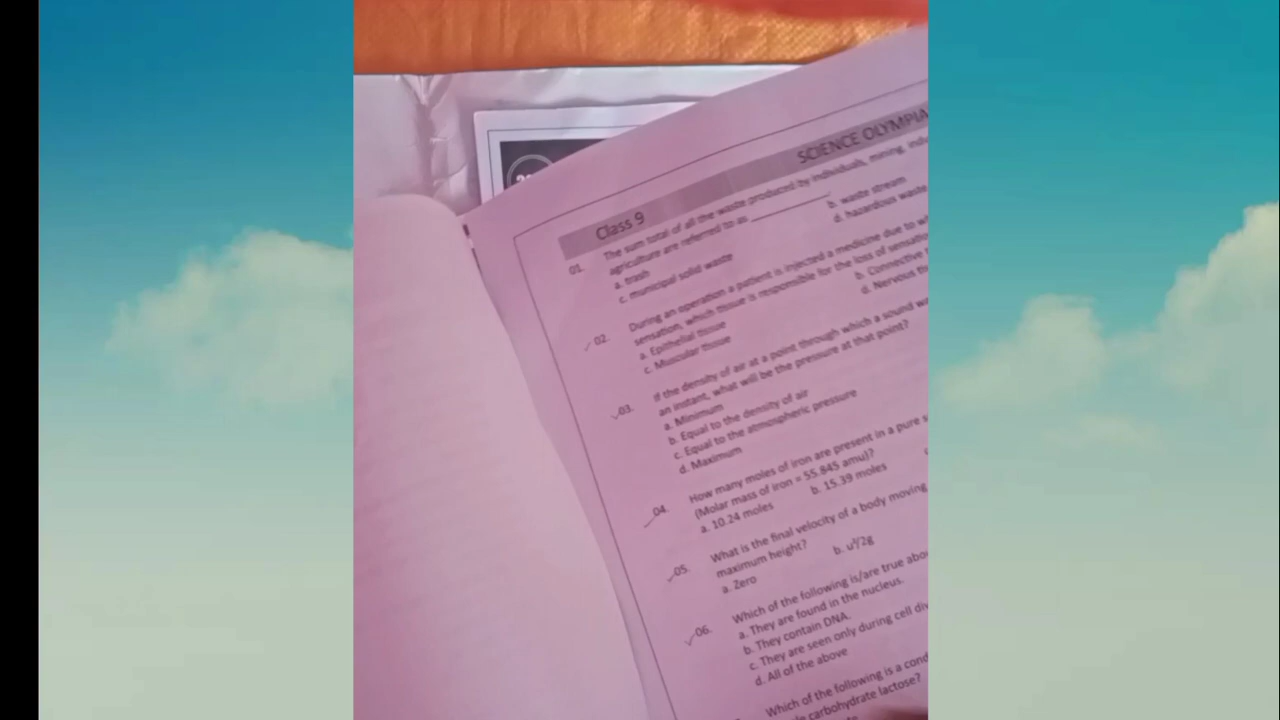 SCIENCE OLYMPIA
Class 9
01. The sum total of all the waste produced by individuals, mining, indu
agriculture are referred to as ____________
a. trash b. waste stream
c. municipal solid waste d. hazardous waste
02. During an operation a patient is injected a medicine due to wh
sensation, which tissue is responsible for the loss of sensatio
a. Epithelial tissue b. Connective t
c. Muscular tissue d. Nervous tis
03. If the density of air at a point through which a sound wa
an instant, what will be the pressure at that point?
a. Minimum
b. Equal to the density of air
c. Equal to the atmospheric pressure
d. Maximum
04. How many moles of iron are present in a pure s
(Molar mass of iron = 55.845 amu)?
a. 10.24 moles b. 15.39 moles
05. What is the final velocity of a body moving
maximum height?
a. Zero b. u²/2g
06. Which of the following is/are true abou
a. They are found in the nucleus.
b. They contain DNA.
c. They are seen only during cell div
d. All of the above
Which of the following is a cond
carbohydrate lactose?